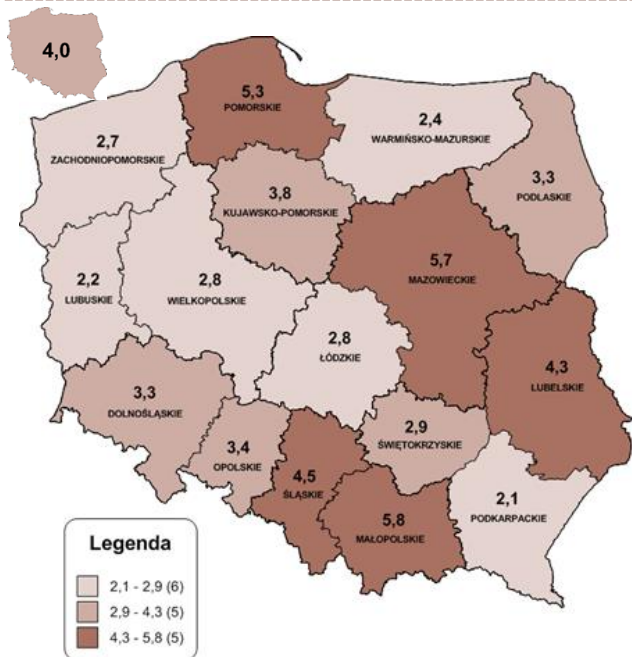 4,0
5,3
POMORSKIE
2,4
WARMIŃSKO-MAZURSKIE
2,7
ZACHODNIOPOMORSKIE
3,3
PODLASKIE
3,8
KUJAWSKO-POMORSKIE
5,7
MAZOWIECKIE
2,2
LUBUSKIE
2,8
WIELKOPOLSKIE
2,8
ŁÓDZKIE
4,3
LUBELSKIE
3,3
DOLNOŚLĄSKIE
2,9
ŚWIĘTOKRZYSKIE
3,4
OPOLSKIE
4,5
ŚLĄSKIE
5,8
MAŁOPOLSKIE
2,1
PODKARPACKIE
Legenda
2,1 - 2,9 (6)
2,9 - 4,3 (5)
4,3 - 5,8 (5)